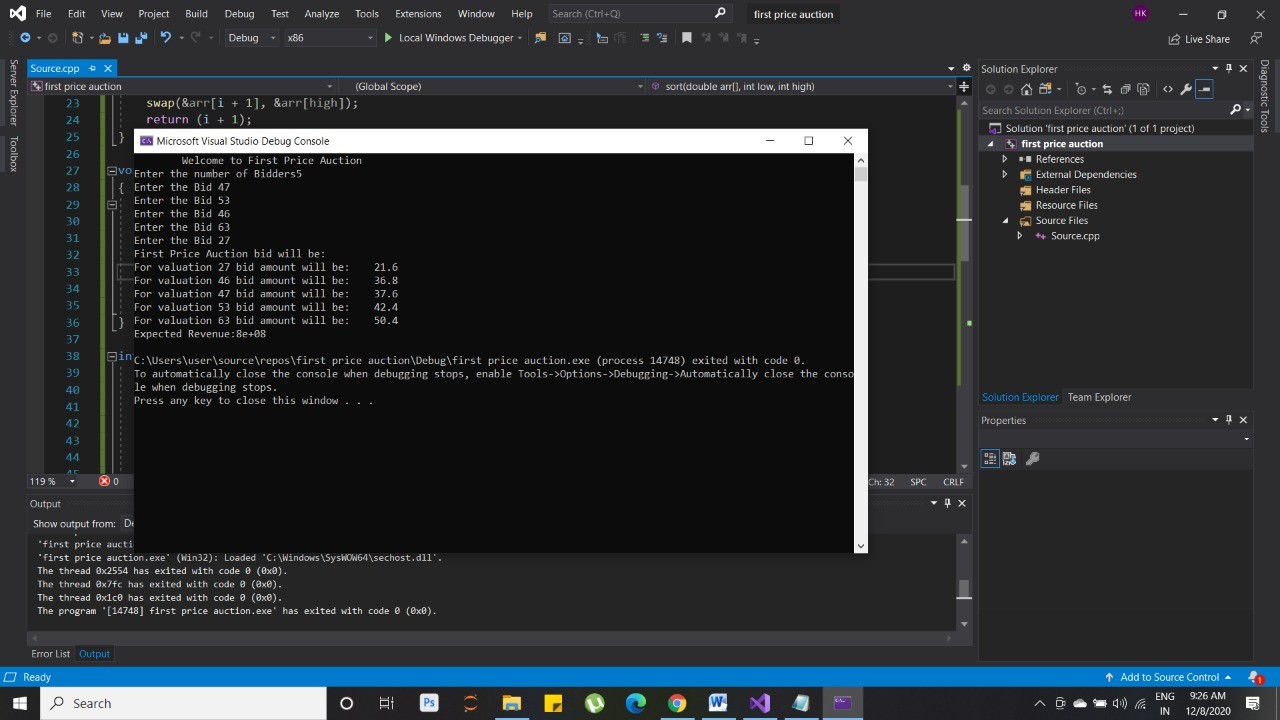 File Edit View Project Build Debug Test Analyze Tools Extensions Window Help Search (Ctrl+Q) first price auction HK
Debug x86 Local Windows Debugger Live Share
Server Explorer
Toolbox
Source.cpp
first price auction (Global Scope) sort(double arr[], int low, int high)
23 swap(&arr[i + 1], &arr[high]);
24 return (i + 1);
25 }
26
27 vo
28 {
29
30
31
32
33
34
35
36 }
37
38 in
39
40
41
42
43
44
45
Microsoft Visual Studio Debug Console
Welcome to First Price Auction
Enter the number of Bidders5
Enter the Bid 47
Enter the Bid 53
Enter the Bid 46
Enter the Bid 63
Enter the Bid 27
First Price Auction bid will be:
For valuation 27 bid amount will be: 21.6
For valuation 46 bid amount will be: 36.8
For valuation 47 bid amount will be: 37.6
For valuation 53 bid amount will be: 42.4
For valuation 63 bid amount will be: 50.4
Expected Revenue:8e+08
C:\Users\user\source\repos\first price auction\Debug\first price auction.exe (process 14748) exited with code 0.
To automatically close the console when debugging stops, enable Tools->Options->Debugging->Automatically close the conso
le when debugging stops.
Press any key to close this window . . .
119 % 0 Ch: 32 SPC CRLF
Output
Show output from: De
'first price aucti
'first price auction.exe' (Win32): Loaded 'C:\Windows\SysWOW64\sechost.dll'.
The thread 0x2554 has exited with code 0 (0x0).
The thread 0x7fc has exited with code 0 (0x0).
The thread 0x1c0 has exited with code 0 (0x0).
The program '[14748] first price auction.exe' has exited with code 0 (0x0).
Error List Output
Solution Explorer
Search Solution Explorer (Ctrl+;)
Solution 'first price auction' (1 of 1 project)
first price auction
References
External Dependencies
Header Files
Resource Files
Source Files
Source.cpp
Solution Explorer Team Explorer
Properties
Diagnostic Tools
Ready Add to Source Control 1
Search Ps W ENG 9:26 AM
IN 12/8/2020